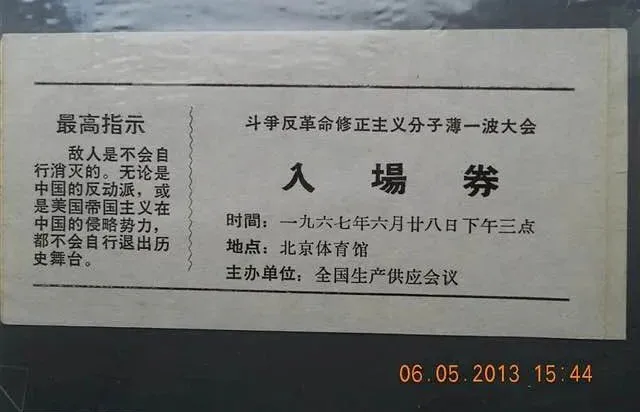 最高指示
敌人是不会自
行消灭的。无论是
中国的反动派，或
是美国帝国主义在
中国的侵略势力，
都不会自行退出历
史舞台。
斗爭反革命修正主义分子薄一波大会
入場券
时間：一九六七年六月廿八日下午三点
地点：北京体育館
主办单位：全国生产供应会议
06.05.2013 15:44